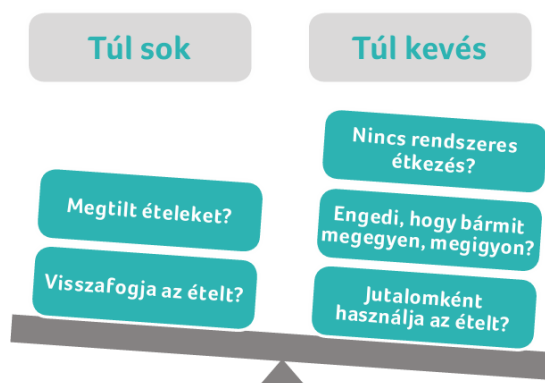 Túl sok
Túl kevés
Megtilt ételeket?
Visszafogja az ételt?
Nincs rendszeres
étkezés?
Engedi, hogy bármit
megegyen, megigyon?
Jutalomként
használja az ételt?